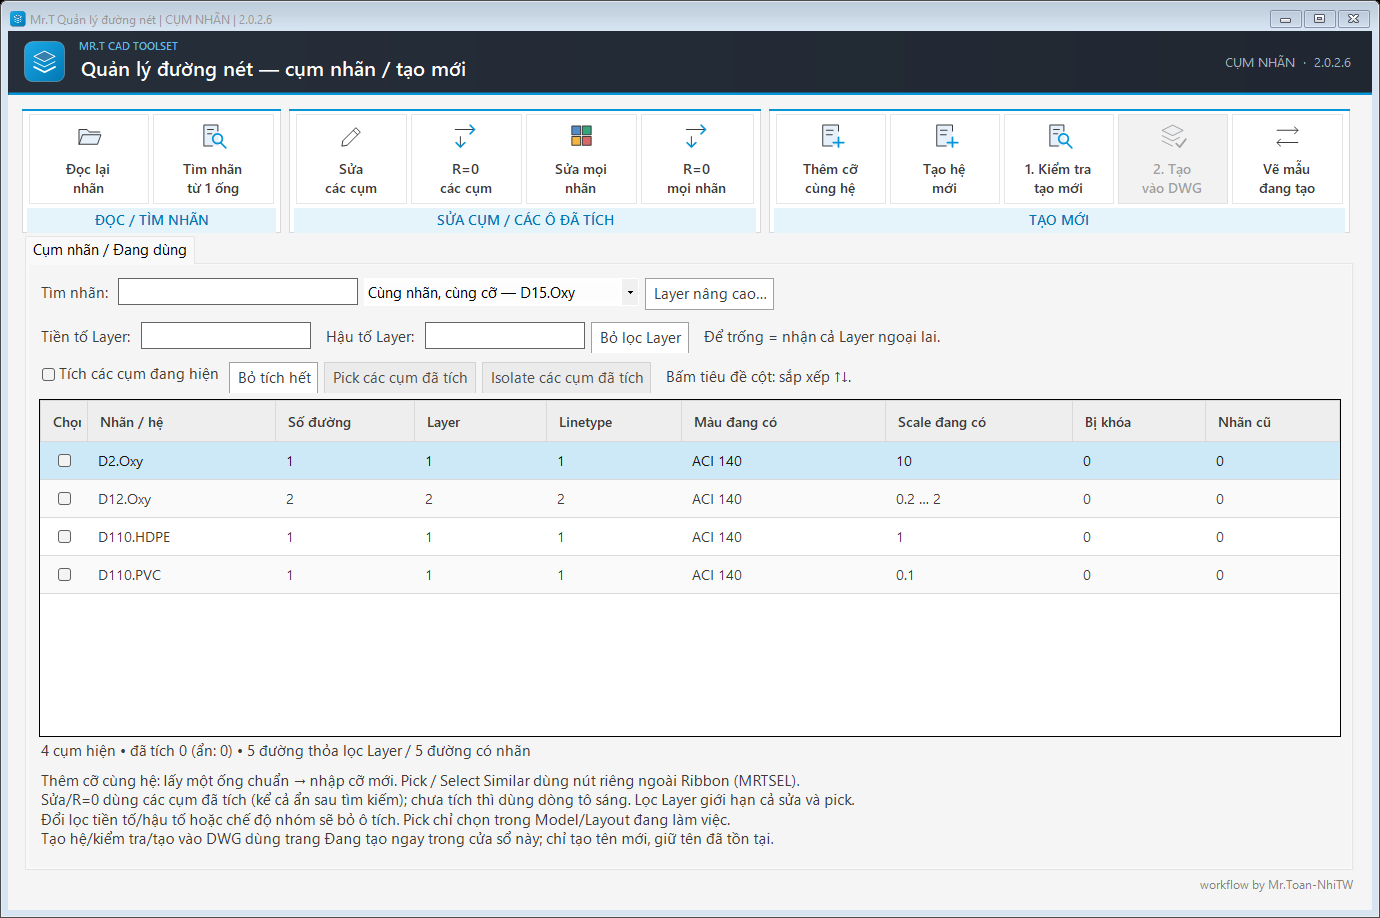 Mr.T Quản lý đường nét | CỤM NHÃN | 2.0.2.6
MR.T CAD TOOLSET
Quản lý đường nét — cụm nhãn / tạo mới
CỤM NHÃN · 2.0.2.6
Đọc lại nhãn
Tìm nhãn từ 1 ống
Sửa các cụm
R=0 các cụm
Sửa mọi nhãn
R=0 mọi nhãn
Thêm cỡ cùng hệ
Tạo hệ mới
1. Kiểm tra tạo mới
2. Tạo vào DWG
Vẽ mẫu đang tạo
ĐỌC / TÌM NHÃN
SỬA CỤM / CÁC Ô ĐÃ TÍCH
TẠO MỚI
Cụm nhãn / Đang dùng
Tìm nhãn: Cùng nhãn, cùng cỡ — D15.Oxy Layer nâng cao...
Tiền tố Layer: Hậu tố Layer: Bỏ lọc Layer Để trống = nhận cả Layer ngoại lai.
Tích các cụm đang hiện Bỏ tích hết Pick các cụm đã tích Isolate các cụm đã tích Bấm tiêu đề cột: sắp xếp ↑↓.
Chọı Nhãn / hệ Số đường Layer Linetype Màu đang có Scale đang có Bị khóa Nhãn cũ
D2.Oxy 1 1 1 ACI 140 10 0 0
D12.Oxy 2 2 2 ACI 140 0.2 ... 2 0 0
D110.HDPE 1 1 1 ACI 140 1 0 0
D110.PVC 1 1 1 ACI 140 0.1 0 0
4 cụm hiện • đã tích 0 (ẩn: 0) • 5 đường thỏa lọc Layer / 5 đường có nhãn
Thêm cỡ cùng hệ: lấy một ống chuẩn → nhập cỡ mới. Pick / Select Similar dùng nút riêng ngoài Ribbon (MRTSEL).
Sửa/R=0 dùng các cụm đã tích (kể cả ẩn sau tìm kiếm); chưa tích thì dùng dòng tô sáng. Lọc Layer giới hạn cả sửa và pick.
Đổi lọc tiền tố/hậu tố hoặc chế độ nhóm sẽ bỏ ô tích. Pick chỉ chọn trong Model/Layout đang làm việc.
Tạo hệ/kiểm tra/tạo vào DWG dùng trang Đang tạo ngay trong cửa sổ này; chỉ tạo tên mới, giữ tên đã tồn tại.
workflow by Mr.Toan-NhiTW